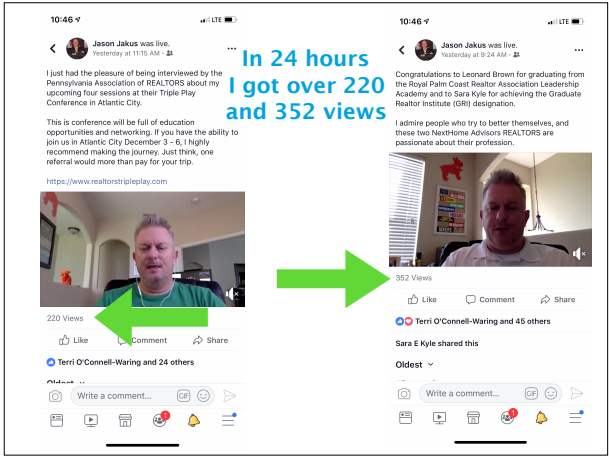 10:46
LTE
Jason Jakus was live.
Yesterday at 11:15 AM
I just had the pleasure of being interviewed by the
Pennsylvania Association of REALTORS about my
upcoming four sessions at their Triple Play
Conference in Atlantic City.
This is conference will be full of education
opportunities and networking. If you have the ability to
join us in Atlantic City December 3 - 6, I highly
recommend making the journey. Just think, one
referral would more than pay for your trip.
https://www.realtorstripleplay.com
220 Views
Like
Comment
Share
Terri O'Connell-Waring and 24 others
Oldest
Write a comment...
GIF
1
In 24 hours
I got over 220
and 352 views
10:46
LTE
Jason Jakus was live.
Yesterday at 9:24 AM
Congratulations to Leonard Brown for graduating from
the Royal Palm Coast Realtor Association Leadership
Academy and to Sara Kyle for achieving the Graduate
Realtor Institute (GRI) designation.
I admire people who try to better themselves, and
these two NextHome Advisors REALTORS are
passionate about their profession.
352 Views
Like
Comment
Share
Terri O'Connell-Waring and 45 others
Sara E Kyle shared this
Oldest
Write a comment...
GIF
1